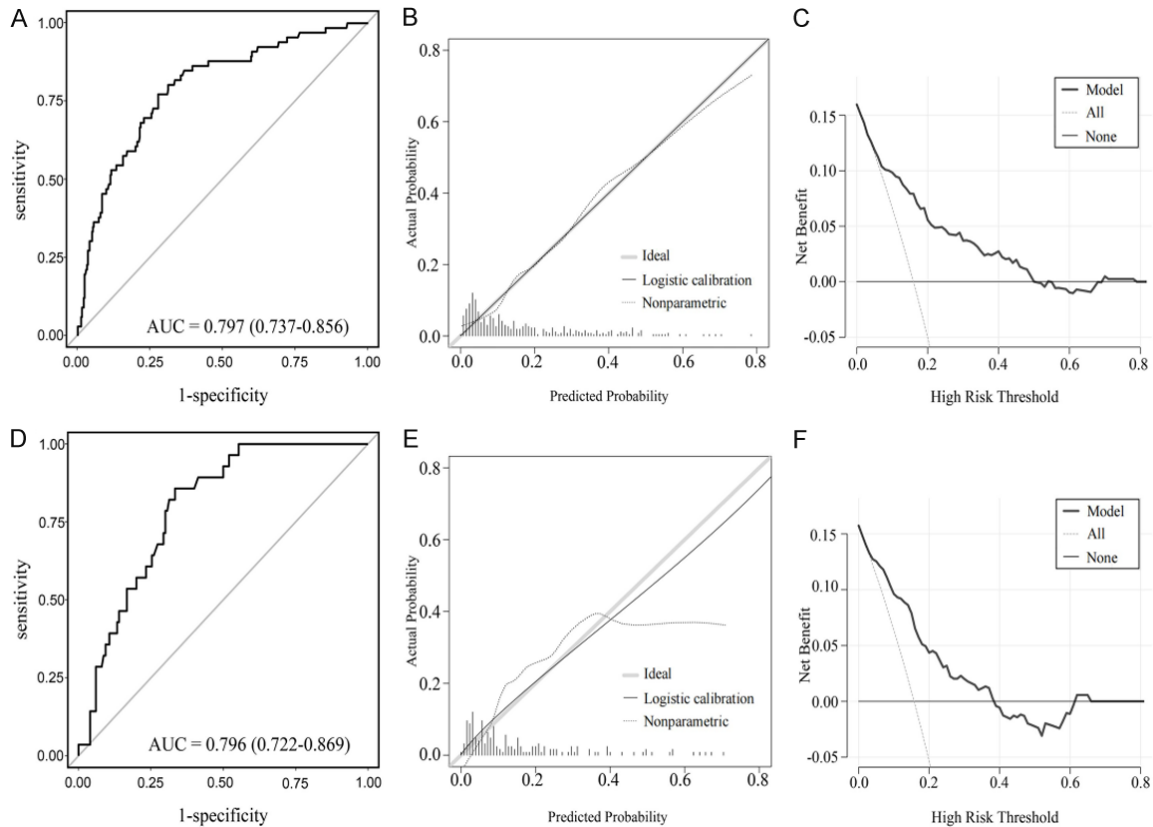 A
1.00
0.75
0.50
0.25
0.00
sensitivity
AUC = 0.797 (0.737-0.856)
0.00
0.25
0.50
0.75
1.00
1-specificity
B
0.8
0.6
0.4
0.2
0.0
Actual Probability
Ideal
Logistic calibration
Nonparametric
0.0
0.2
0.4
0.6
0.8
Predicted Probability
C
Model
All
None
0.15
0.10
0.05
0.00
-0.05
Net Benefit
0.0
0.2
0.4
0.6
0.8
High Risk Threshold
D
1.00
0.75
0.50
0.25
0.00
sensitivity
AUC = 0.796 (0.722-0.869)
0.00
0.25
0.50
0.75
1.00
1-specificity
E
0.8
0.6
0.4
0.2
0.0
Actual Probability
Ideal
Logistic calibration
Nonparametric
0.0
0.2
0.4
0.6
0.8
Predicted Probability
F
Model
All
None
0.15
0.10
0.05
0.00
-0.05
Net Benefit
0.0
0.2
0.4
0.6
0.8
High Risk Threshold